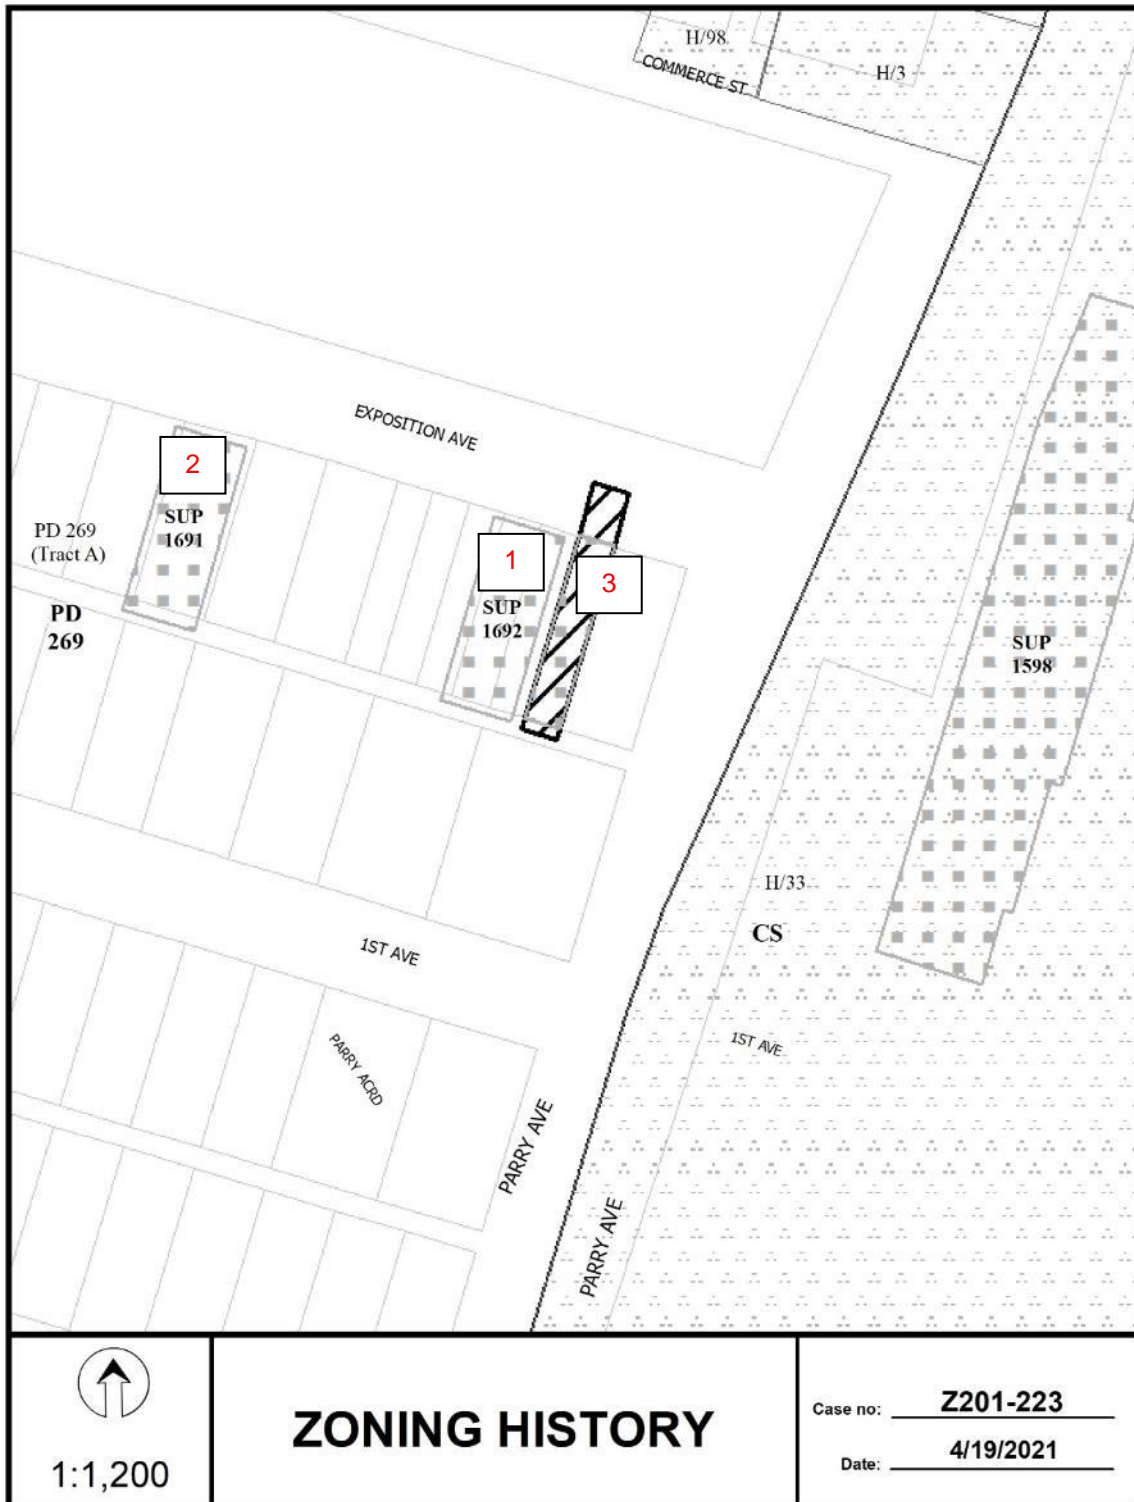 H/98
COMMERCE ST
H/3
EXPOSITION AVE
2
SUP
1691
PD 269
(Tract A)
PD
269
1
SUP
1692
3
SUP
1598
H/33
CS
1ST AVE
1ST AVE
PARRY ACRD
PARRY AVE
PARRY AVE
1:1,200
ZONING HISTORY
Case no: Z201-223
Date: 4/19/2021